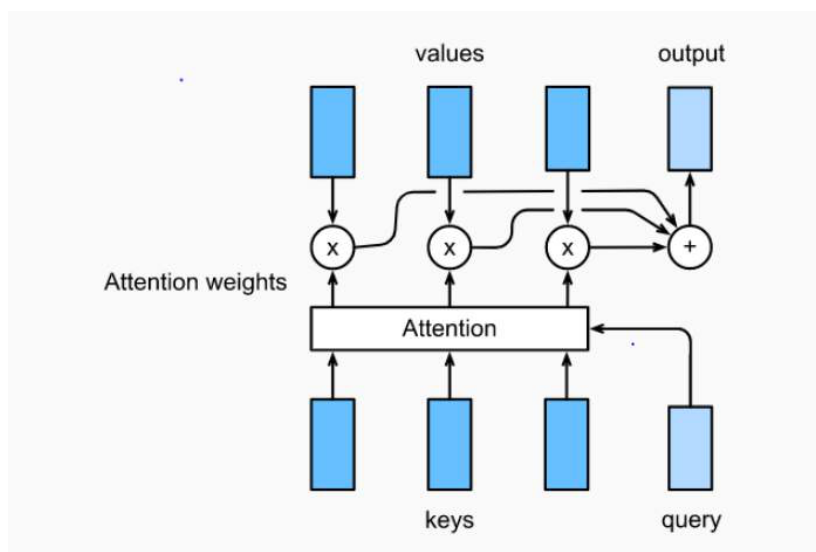 values output
x x x +
Attention weights
Attention
keys query